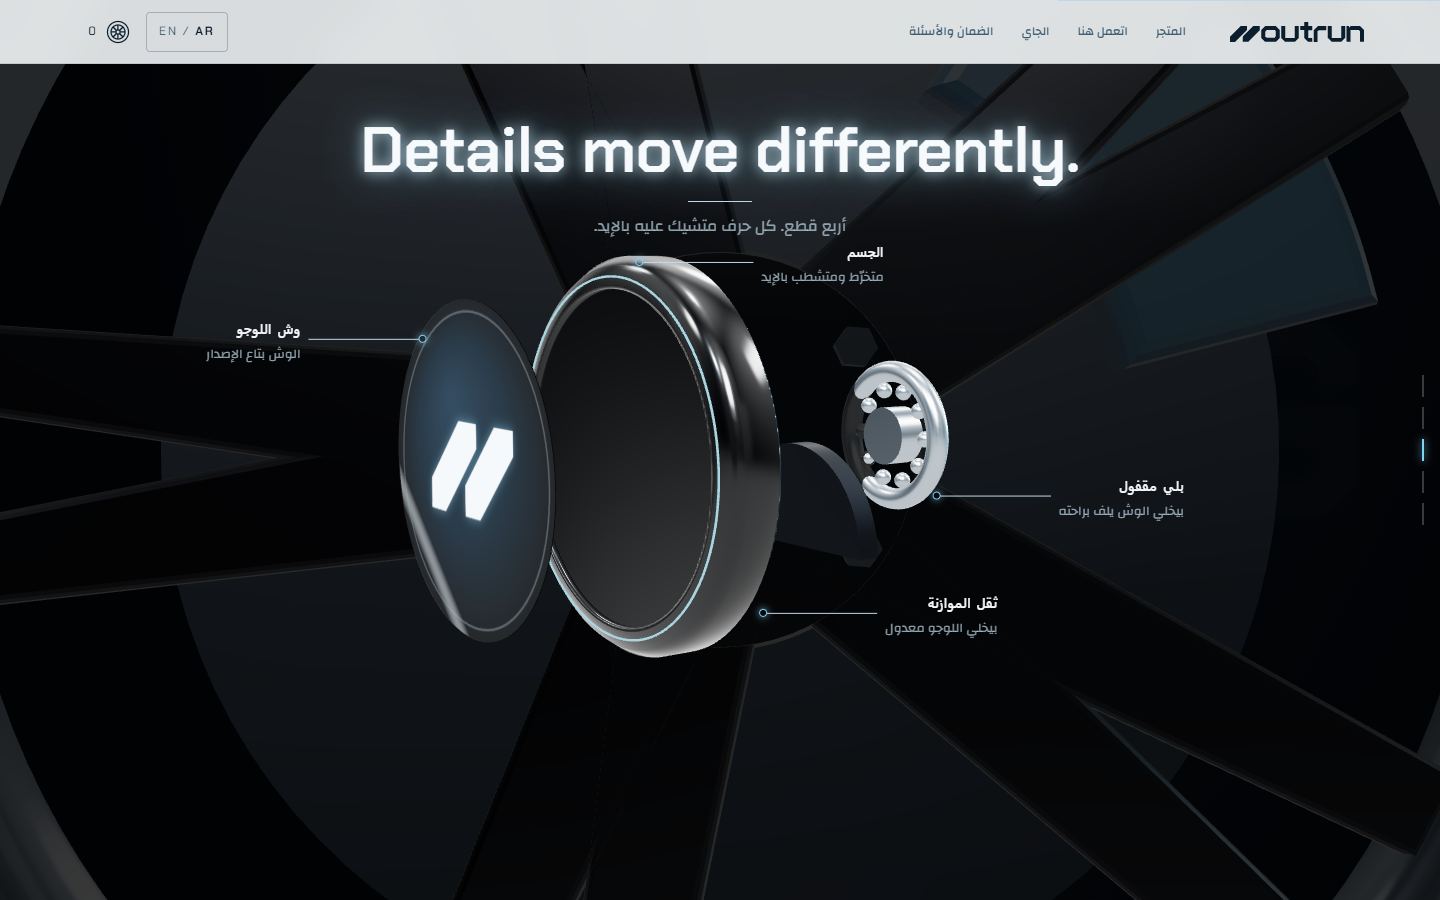 outrun
المتجر
اتعمل هنا
الجاي
الضمان والأسئلة
EN / AR
0
Details move differently.
أربع قطع. كل حرف متشيك عليه بالإيد.
الجسم
متخرّط ومتشطب بالإيد
وش اللوجو
الوش بتاع الإصدار
بلي مقفول
بيخلي الوش يلف براحته
ثقل الموازنة
بيخلي اللوجو معدول